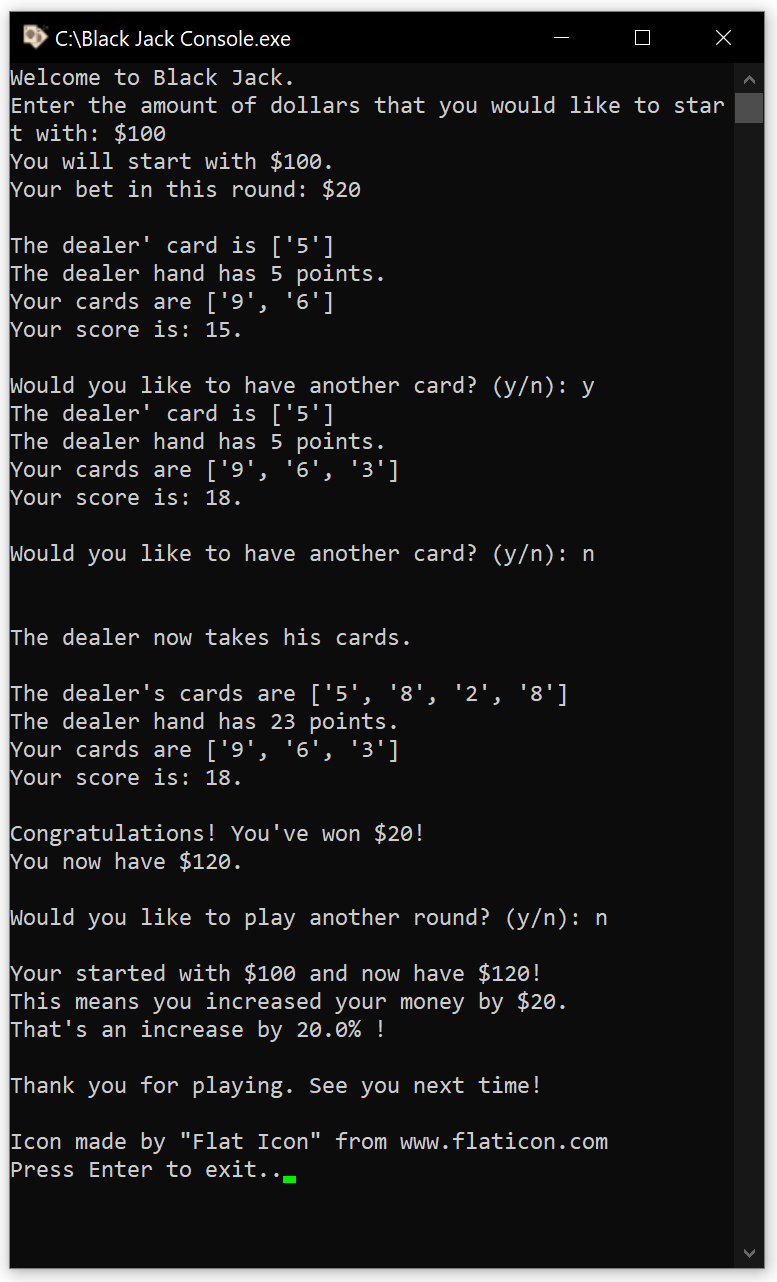 C:\Black Jack Console.exe
Welcome to Black Jack.
Enter the amount of dollars that you would like to star
t with: $100
You will start with $100.
Your bet in this round: $20
The dealer' card is ['5']
The dealer hand has 5 points.
Your cards are ['9', '6']
Your score is: 15.
Would you like to have another card? (y/n): y
The dealer' card is ['5']
The dealer hand has 5 points.
Your cards are ['9', '6', '3']
Your score is: 18.
Would you like to have another card? (y/n): n
The dealer now takes his cards.
The dealer's cards are ['5', '8', '2', '8']
The dealer hand has 23 points.
Your cards are ['9', '6', '3']
Your score is: 18.
Congratulations! You've won $20!
You now have $120.
Would you like to play another round? (y/n): n
Your started with $100 and now have $120!
This means you increased your money by $20.
That's an increase by 20.0% !
Thank you for playing. See you next time!
Icon made by "Flat Icon" from www.flaticon.com
Press Enter to exit..